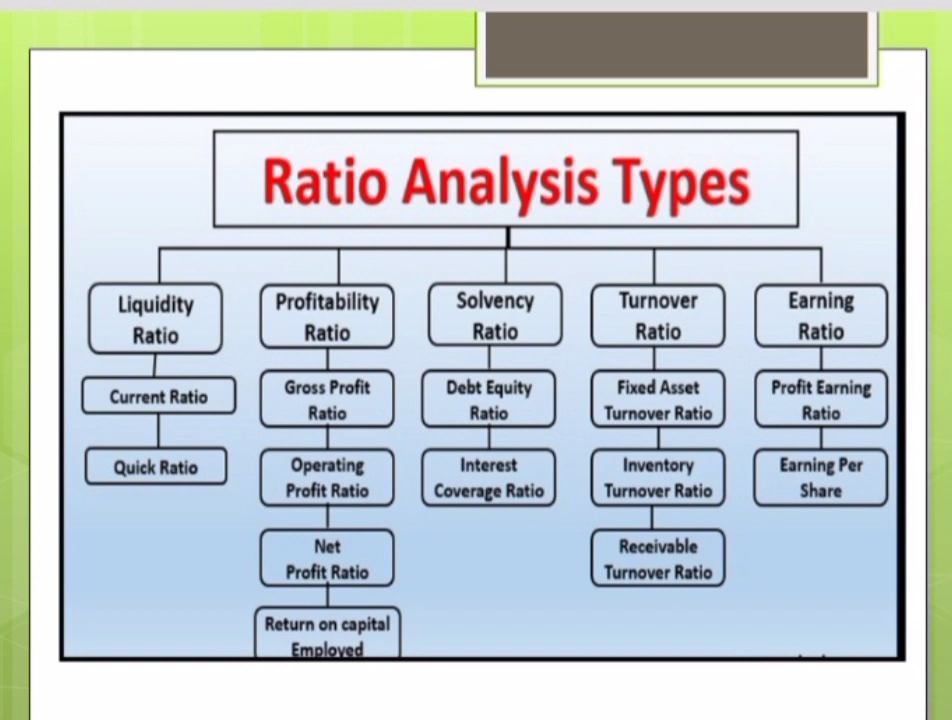 Ratio Analysis Types
Liquidity
Ratio
Current Ratio
Quick Ratio
Profitability
Ratio
Gross Profit
Ratio
Operating
Profit Ratio
Net
Profit Ratio
Return on capital
Employed
Solvency
Ratio
Debt Equity
Ratio
Interest
Coverage Ratio
Turnover
Ratio
Fixed Asset
Turnover Ratio
Inventory
Turnover Ratio
Receivable
Turnover Ratio
Earning
Ratio
Profit Earning
Ratio
Earning Per
Share